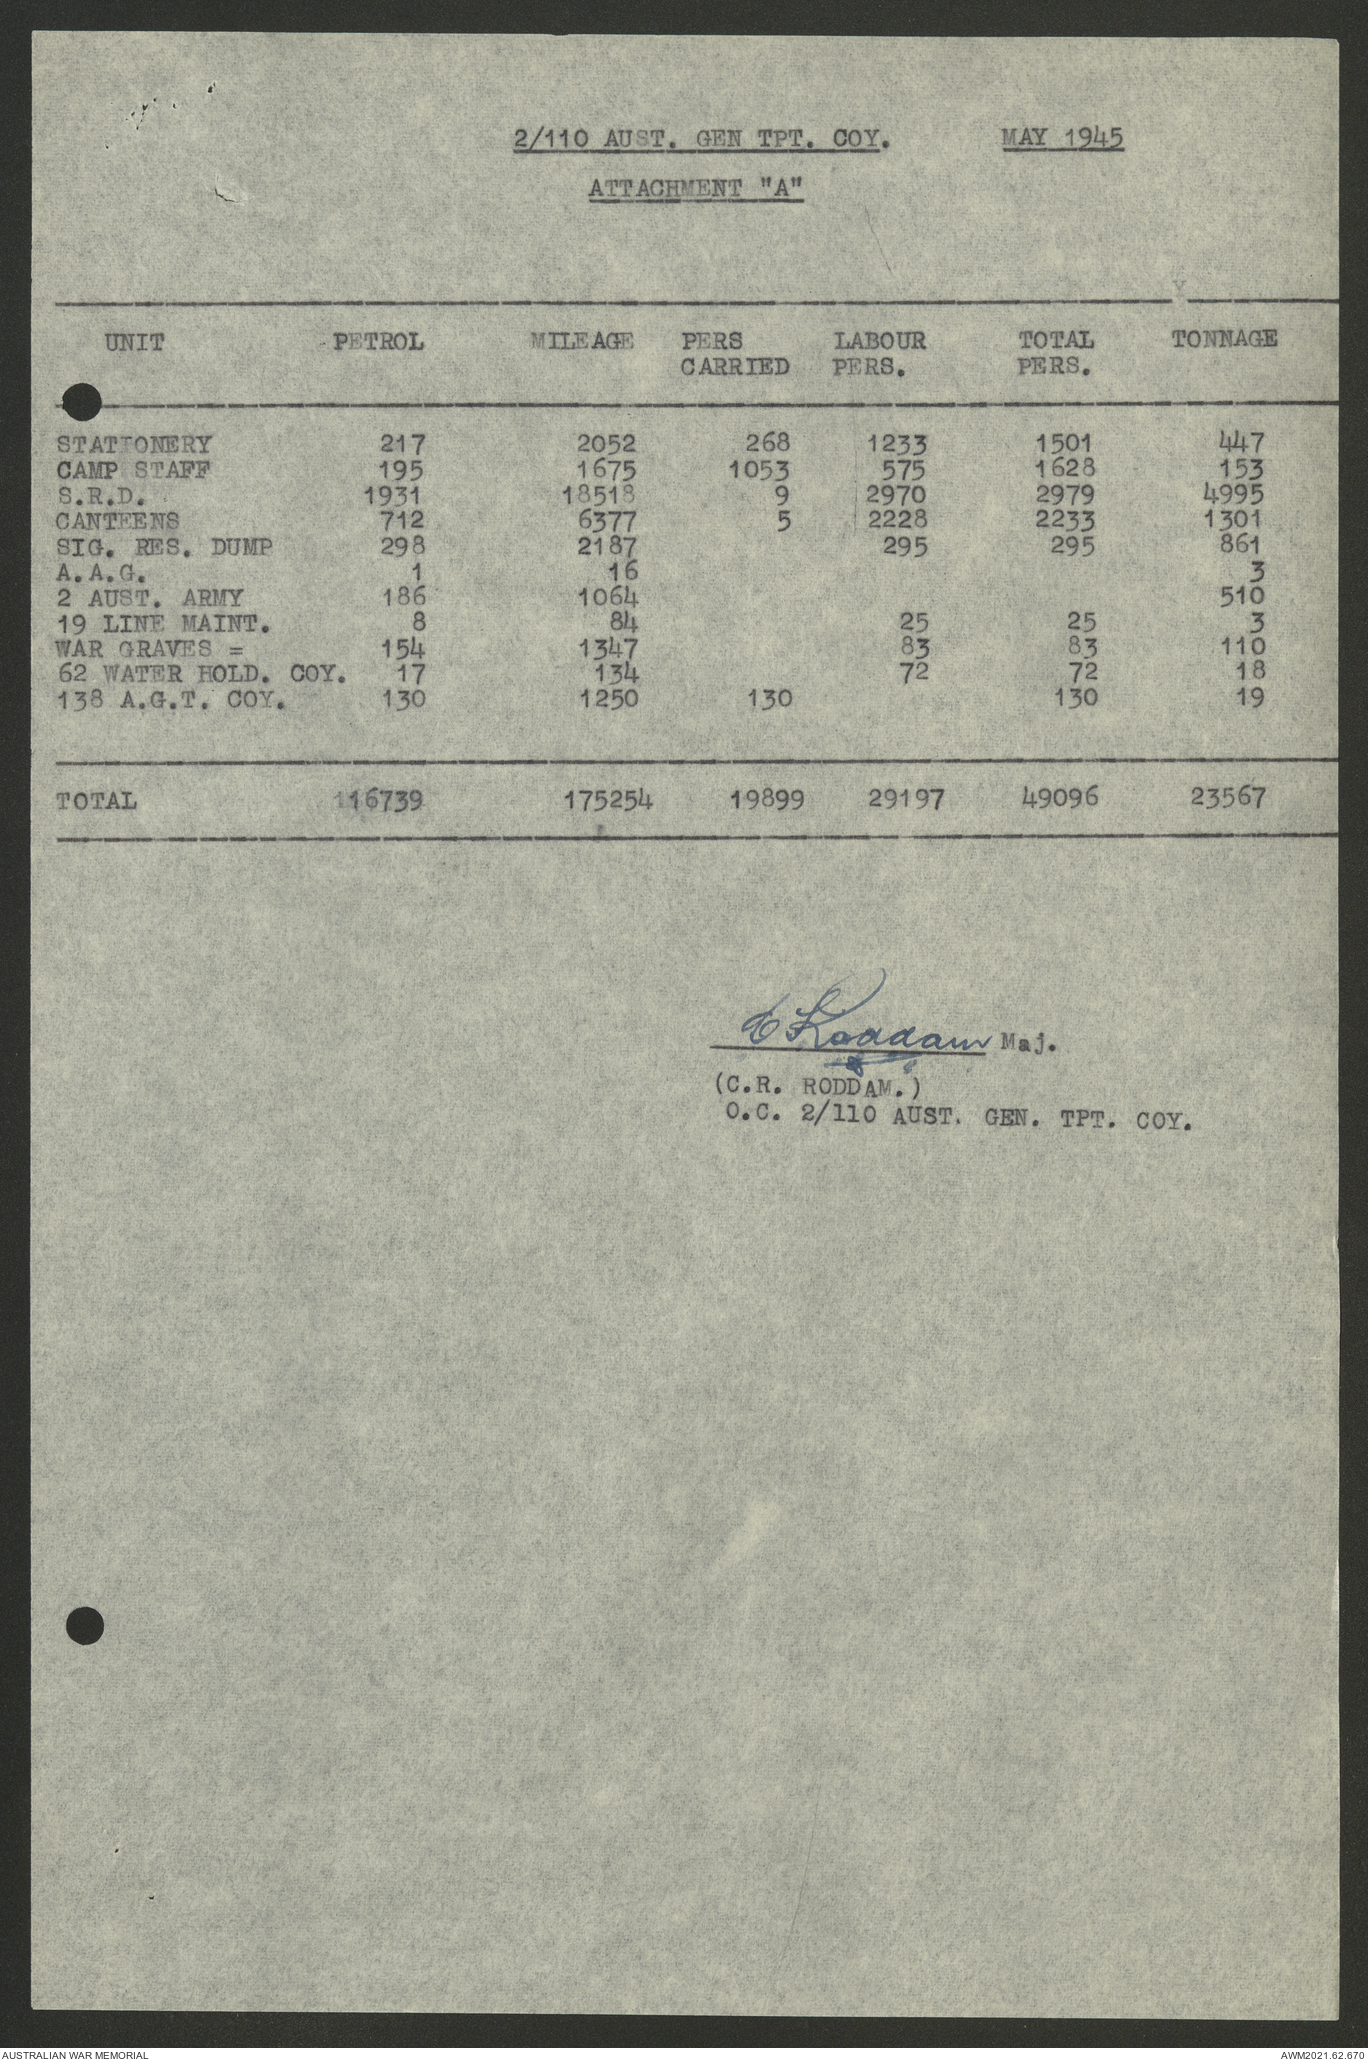 2/110 AUST. GEN TPT. COY. MAY 1945
ATTACHMENT "A"
UNIT PETROL MILEAGE PERS LABOUR TOTAL TONNAGE
CARRIED PERS. PERS.
STATIONERY 217 2052 268 1233 1501 447
CAMP STAFF 195 1675 1053 575 1628 153
S.R.D. 1931 18518 9 2970 2979 4995
CANTEENS 712 6377 5 2228 2233 1301
SIG. RES. DUMP 298 2187 295 295 861
A.A.G. 1 16 3
2 AUST. ARMY 186 1064 510
19 LINE MAINT. 8 84 25 25 3
WAR GRAVES = 154 1347 83 83 110
62 WATER HOLD. COY. 17 134 72 72 18
138 A.G.T. COY. 130 1250 130 130 19
TOTAL 116739 175254 19899 29197 49096 23567
C Roddam Maj.
(C.R. RODDAM.)
O.C. 2/110 AUST. GEN. TPT. COY.
AUSTRALIAN WAR MEMORIAL AWM2021.62.670